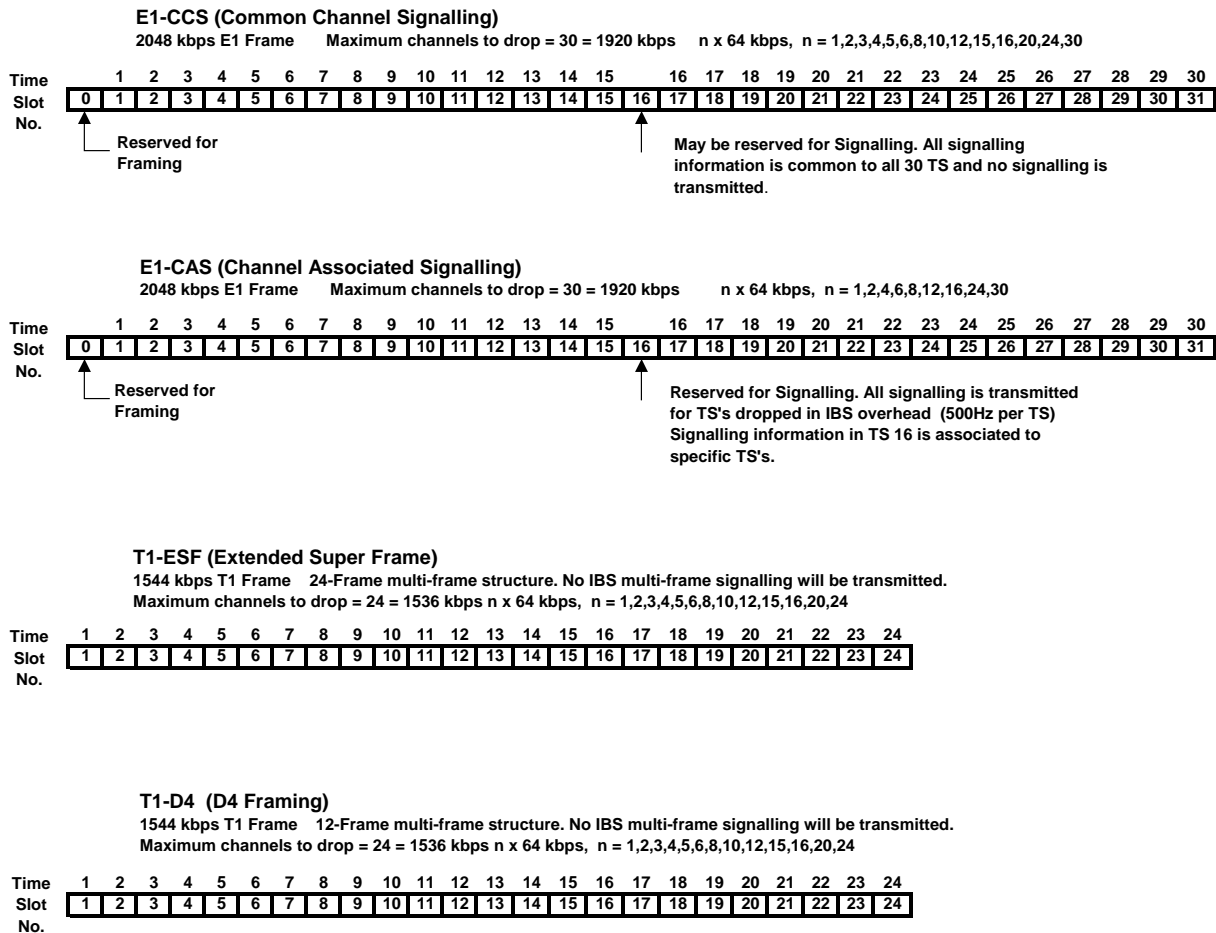 E1-CCS (Common Channel Signalling)
2048 kbps E1 Frame Maximum channels to drop = 30 = 1920 kbps n x 64 kbps, n = 1,2,3,4,5,6,8,10,12,15,16,20,24,30
Time 1 2 3 4 5 6 7 8 9 10 11 12 13 14 15 16 17 18 19 20 21 22 23 24 25 26 27 28 29 30
Slot 0 1 2 3 4 5 6 7 8 9 10 11 12 13 14 15 16 17 18 19 20 21 22 23 24 25 26 27 28 29 30 31
No.
Reserved for
Framing
May be reserved for Signalling. All signalling
information is common to all 30 TS and no signalling is
transmitted.
E1-CAS (Channel Associated Signalling)
2048 kbps E1 Frame Maximum channels to drop = 30 = 1920 kbps n x 64 kbps, n = 1,2,4,6,8,12,16,24,30
Time 1 2 3 4 5 6 7 8 9 10 11 12 13 14 15 16 17 18 19 20 21 22 23 24 25 26 27 28 29 30
Slot 0 1 2 3 4 5 6 7 8 9 10 11 12 13 14 15 16 17 18 19 20 21 22 23 24 25 26 27 28 29 30 31
No.
Reserved for
Framing
Reserved for Signalling. All signalling is transmitted
for TS's dropped in IBS overhead (500Hz per TS)
Signalling information in TS 16 is associated to
specific TS's.
T1-ESF (Extended Super Frame)
1544 kbps T1 Frame 24-Frame multi-frame structure. No IBS multi-frame signalling will be transmitted.
Maximum channels to drop = 24 = 1536 kbps n x 64 kbps, n = 1,2,3,4,5,6,8,10,12,15,16,20,24
Time 1 2 3 4 5 6 7 8 9 10 11 12 13 14 15 16 17 18 19 20 21 22 23 24
Slot 1 2 3 4 5 6 7 8 9 10 11 12 13 14 15 16 17 18 19 20 21 22 23 24
No.
T1-D4 (D4 Framing)
1544 kbps T1 Frame 12-Frame multi-frame structure. No IBS multi-frame signalling will be transmitted.
Maximum channels to drop = 24 = 1536 kbps n x 64 kbps, n = 1,2,3,4,5,6,8,10,12,15,16,20,24
Time 1 2 3 4 5 6 7 8 9 10 11 12 13 14 15 16 17 18 19 20 21 22 23 24
Slot 1 2 3 4 5 6 7 8 9 10 11 12 13 14 15 16 17 18 19 20 21 22 23 24
No.